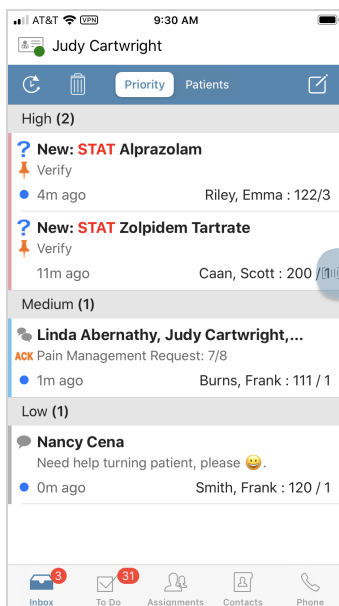 AT&T VPN 9:30 AM
Judy Cartwright
Priority Patients
High (2)
New: STAT Alprazolam
Verify
4m ago Riley, Emma : 122/3
New: STAT Zolpidem Tartrate
Verify
11m ago Caan, Scott : 200 / 1
Medium (1)
Linda Abernathy, Judy Cartwright,...
ACK Pain Management Request: 7/8
1m ago Burns, Frank : 111 / 1
Low (1)
Nancy Cena
Need help turning patient, please 😀.
0m ago Smith, Frank : 120 / 1
3 31
Inbox To Do Assignments Contacts Phone